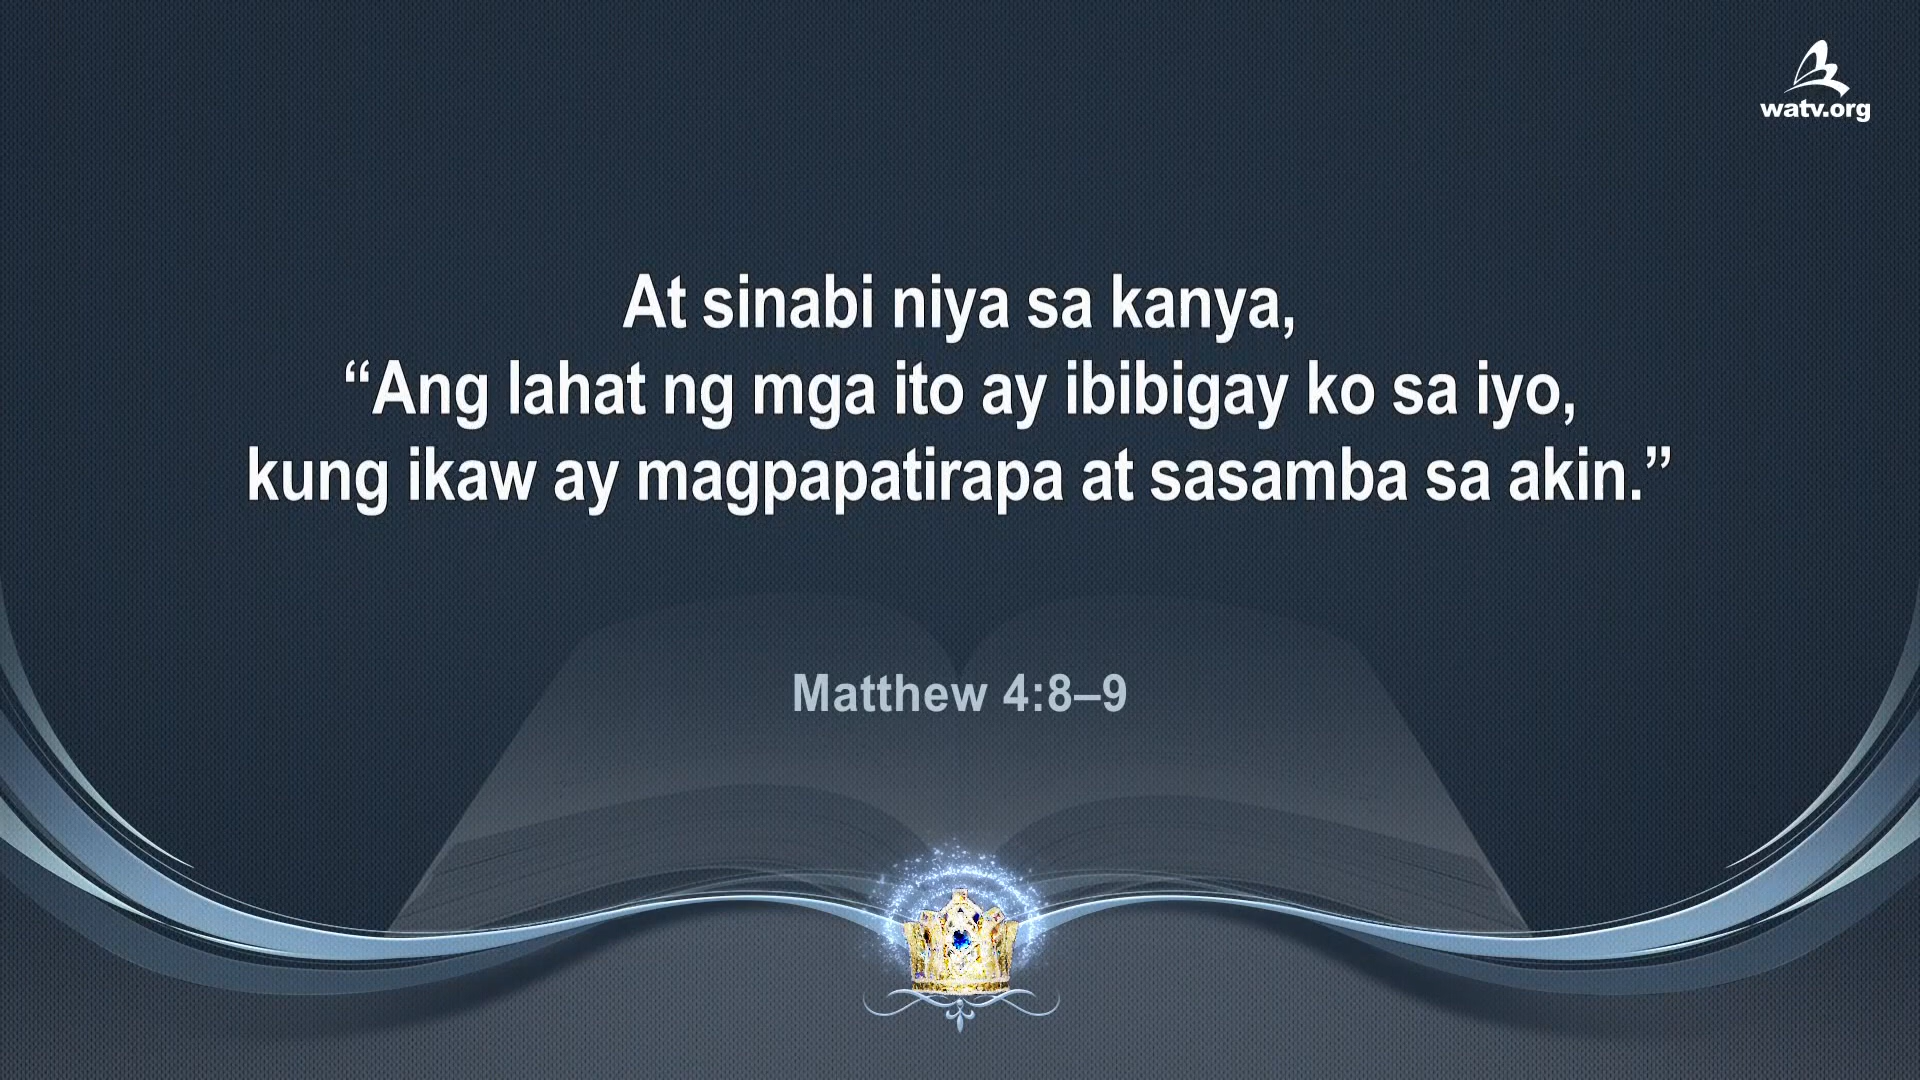 watv.org
At sinabi niya sa kanya,
“Ang lahat ng mga ito ay ibibigay ko sa iyo,
kung ikaw ay magpapatirapa at sasamba sa akin.”
Matthew 4:8–9